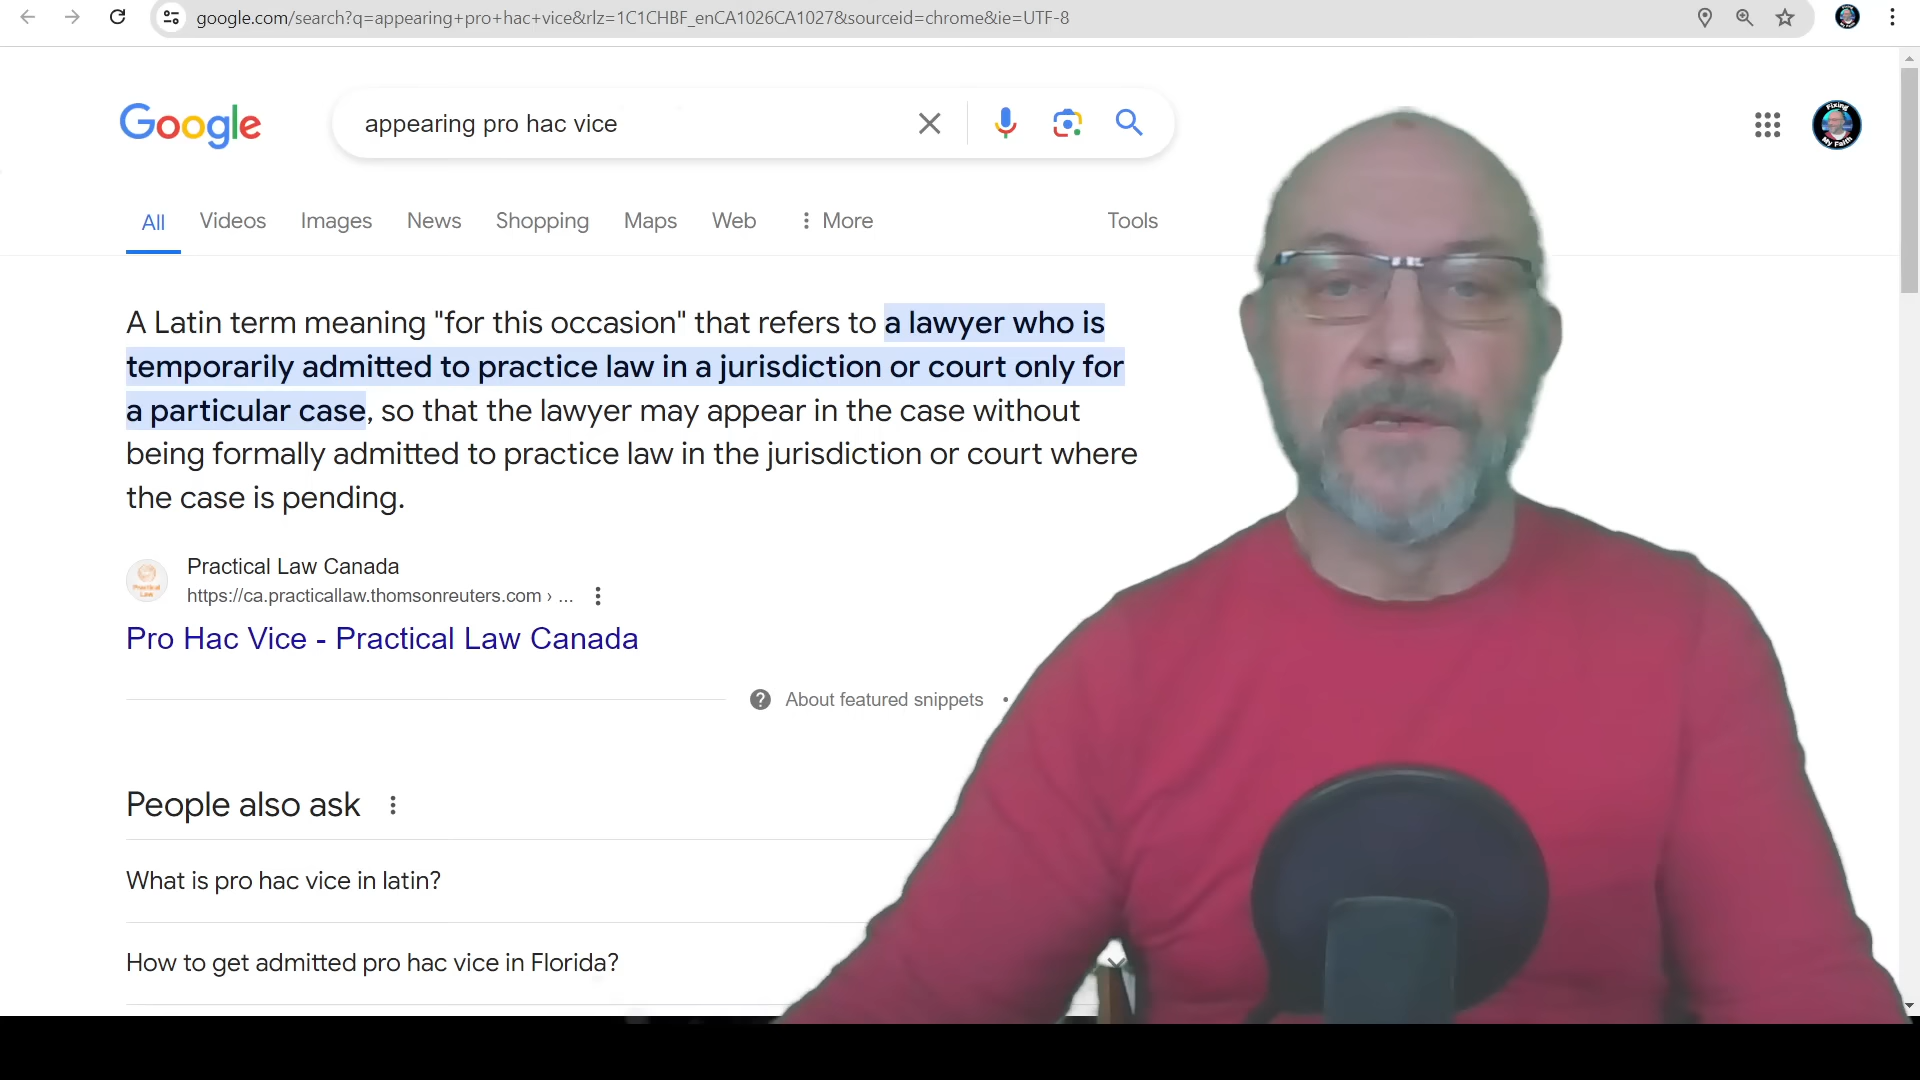 google.com/search?q=appearing+pro+hac+vice&rlz=1C1CHBF_enCA1026CA1027&sourceid=chrome&ie=UTF-8
Google
appearing pro hac vice
Fixing
My Faith
All Videos Images News Shopping Maps Web More Tools
A Latin term meaning "for this occasion" that refers to a lawyer who is
temporarily admitted to practice law in a jurisdiction or court only for
a particular case, so that the lawyer may appear in the case without
being formally admitted to practice law in the jurisdiction or court where
the case is pending.
Practical
Law
Practical Law Canada
https://ca.practicallaw.thomsonreuters.com › ...
Pro Hac Vice - Practical Law Canada
About featured snippets •
People also ask
What is pro hac vice in latin?
How to get admitted pro hac vice in Florida?